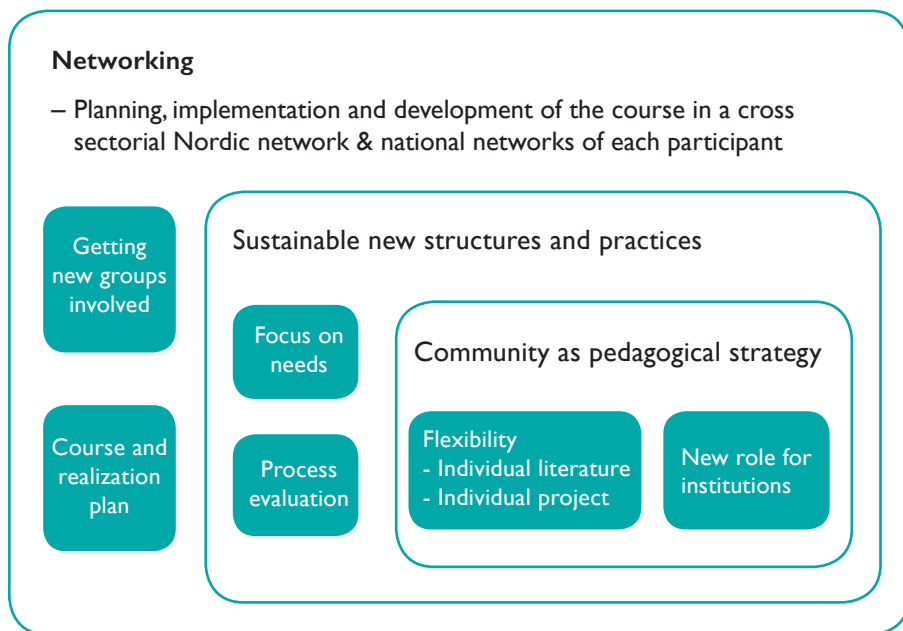 Networking
– Planning, implementation and development of the course in a cross
sectorial Nordic network & national networks of each participant
Getting
new groups
involved
Course and
realization
plan
Sustainable new structures and practices
Focus on
needs
Process
evaluation
Community as pedagogical strategy
Flexibility
- Individual literature
- Individual project
New role for
institutions